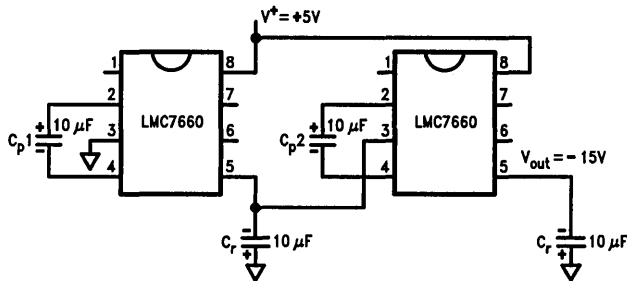 V+ = +5V
1 8 1 8
2 LMC7660 7 2 LMC7660 7
Cp1 + 10 μF − 3 6 Cp2 + 10 μF − 3 6
4 5 4 5 Vout = − 15V
Cr − + 10 μF Cr − + 10 μF